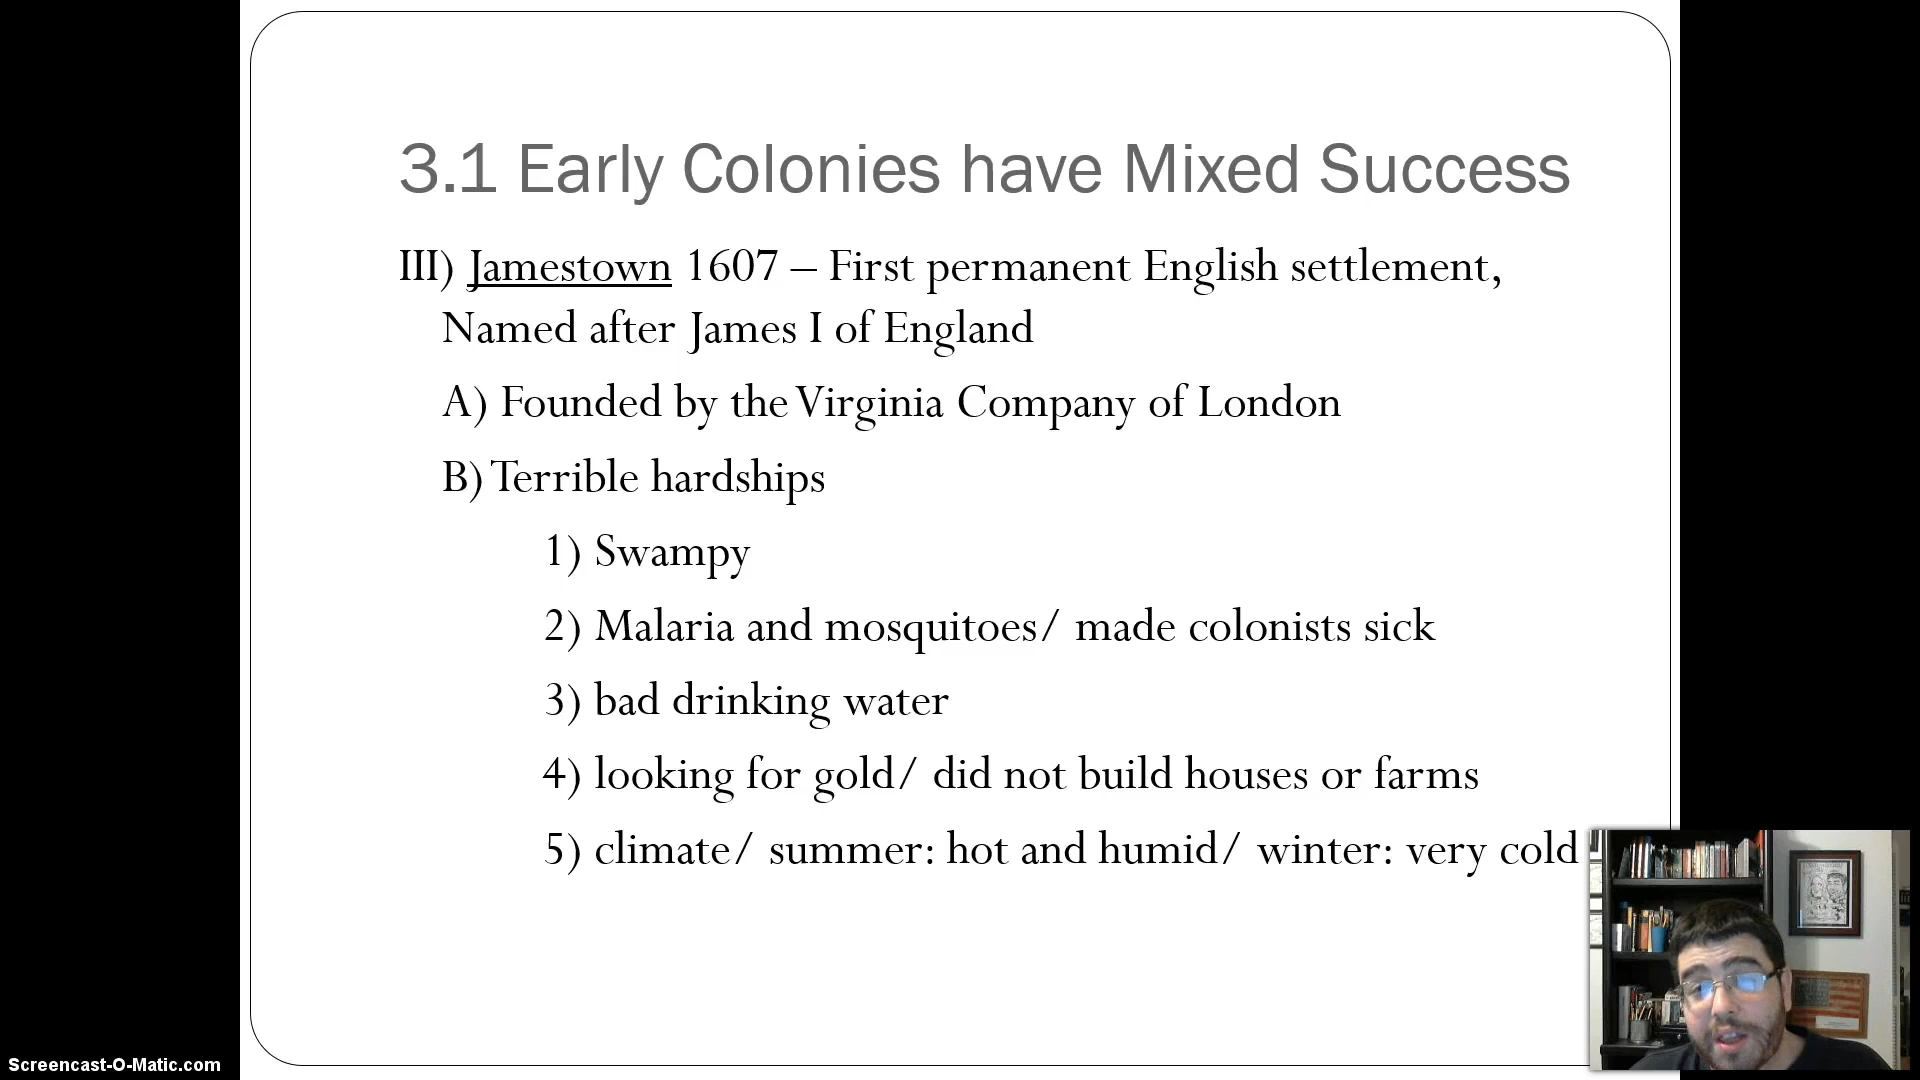 3.1 Early Colonies have Mixed Success
III) Jamestown 1607 – First permanent English settlement,
Named after James I of England
A) Founded by the Virginia Company of London
B) Terrible hardships
1) Swampy
2) Malaria and mosquitoes/ made colonists sick
3) bad drinking water
4) looking for gold/ did not build houses or farms
5) climate/ summer: hot and humid/ winter: very cold
Screencast-O-Matic.com